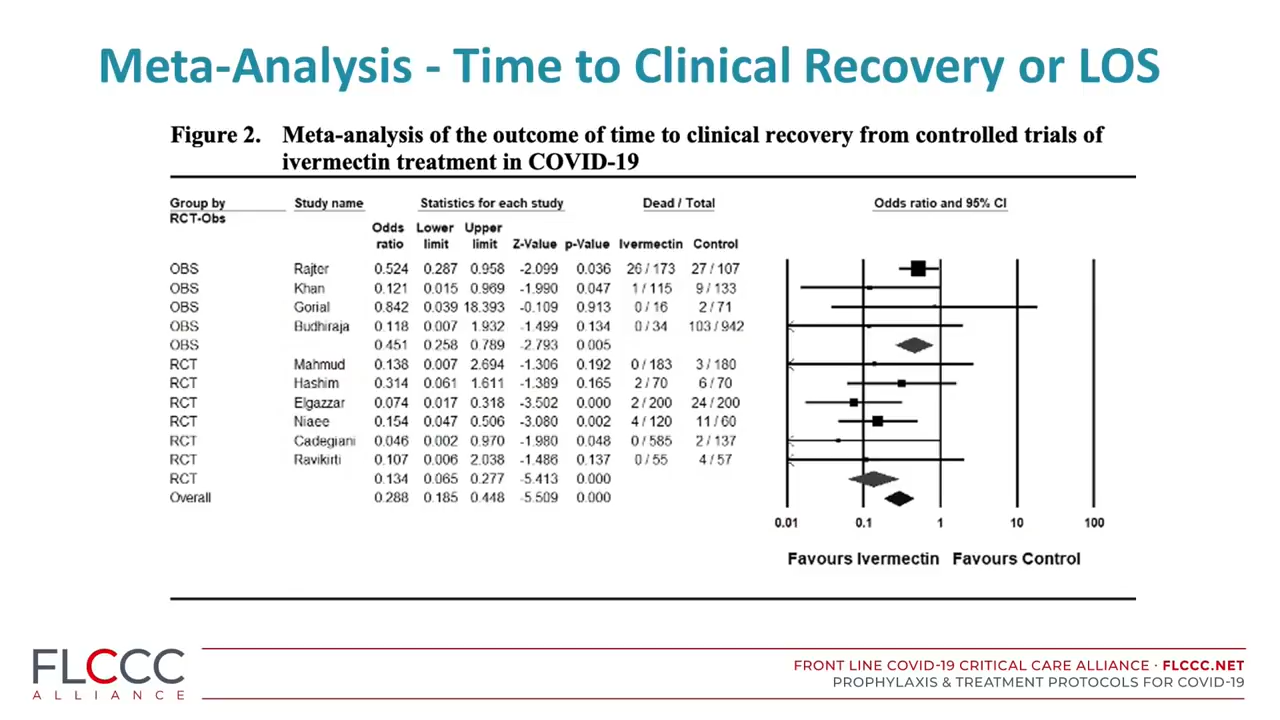 Meta-Analysis - Time to Clinical Recovery or LOS
Figure 2. Meta-analysis of the outcome of time to clinical recovery from controlled trials of
ivermectin treatment in COVID-19
Group by Study name Statistics for each study Dead / Total Odds ratio and 95% CI
RCT-Obs
Odds Lower Upper
ratio limit limit Z-Value p-Value Ivermectin Control
OBS Rajter 0.524 0.287 0.958 -2.099 0.036 26 / 173 27 / 107
OBS Khan 0.121 0.015 0.969 -1.990 0.047 1 / 115 9 / 133
OBS Gorial 0.842 0.039 18.393 -0.109 0.913 0 / 16 2 / 71
OBS Budhiraja 0.118 0.007 1.932 -1.499 0.134 0 / 34 103 / 942
OBS 0.451 0.258 0.789 -2.793 0.005
RCT Mahmud 0.138 0.007 2.694 -1.306 0.192 0 / 183 3 / 180
RCT Hashim 0.314 0.061 1.611 -1.389 0.165 2 / 70 6 / 70
RCT Elgazzar 0.074 0.017 0.318 -3.502 0.000 2 / 200 24 / 200
RCT Niaee 0.154 0.047 0.506 -3.080 0.002 4 / 120 11 / 60
RCT Cadegiani 0.046 0.002 0.970 -1.980 0.048 0 / 585 2 / 137
RCT Ravikirti 0.107 0.006 2.038 -1.486 0.137 0 / 55 4 / 57
RCT 0.134 0.065 0.277 -5.413 0.000
Overall 0.288 0.185 0.448 -5.509 0.000
0.01 0.1 1 10 100
Favours Ivermectin Favours Control
FLCCC
ALLIANCE
FRONT LINE COVID-19 CRITICAL CARE ALLIANCE · FLCCC.NET
PROPHYLAXIS & TREATMENT PROTOCOLS FOR COVID-19